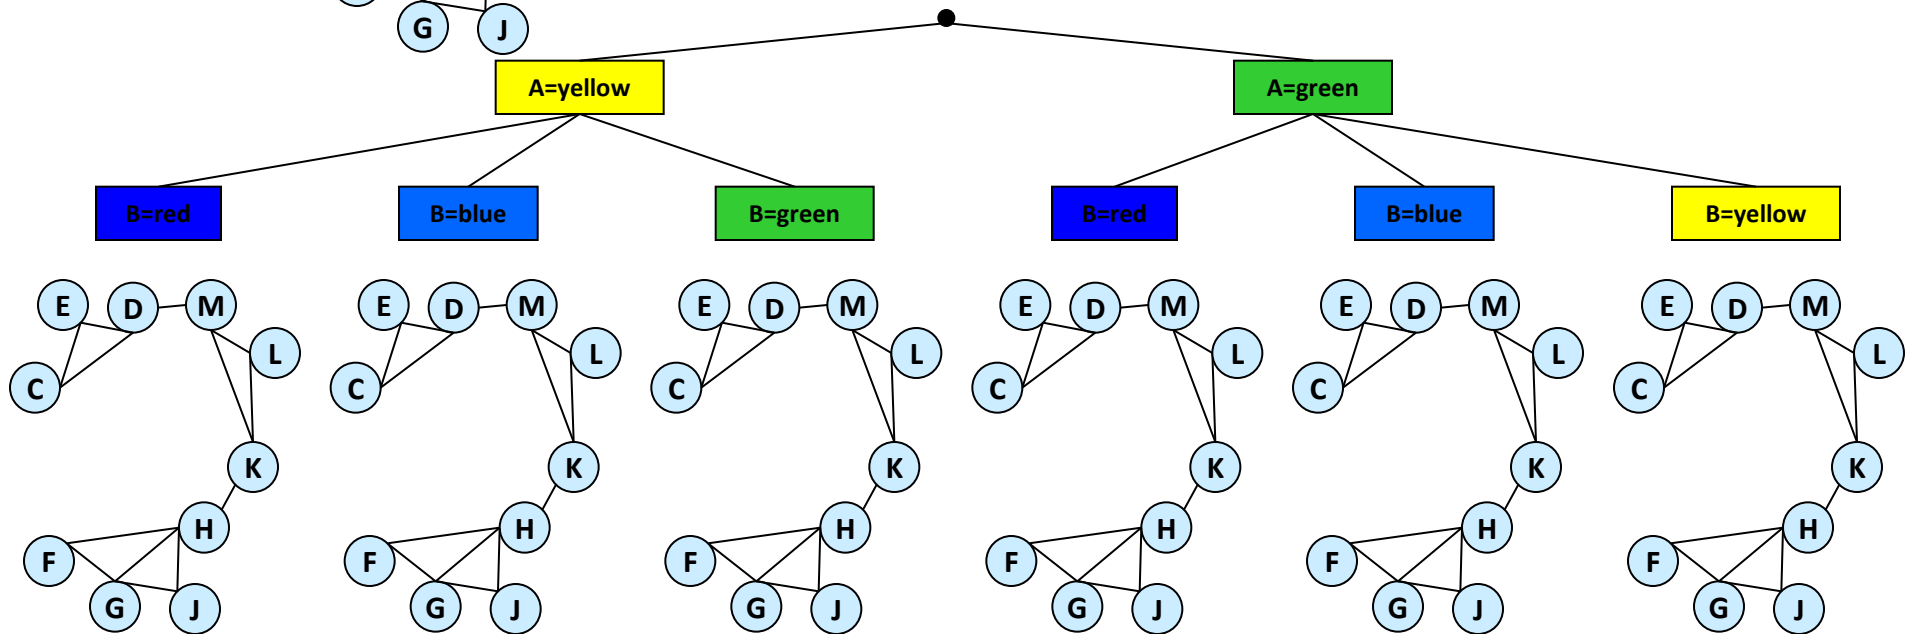 G J
A=yellow A=green
B=red B=blue B=green B=red B=blue B=yellow
E D M E D M E D M E D M E D M E D M
L L L L L L
C C C C C C
K K K K K K
H H H H H H
F F F F F F
G J G J G J G J G J G J